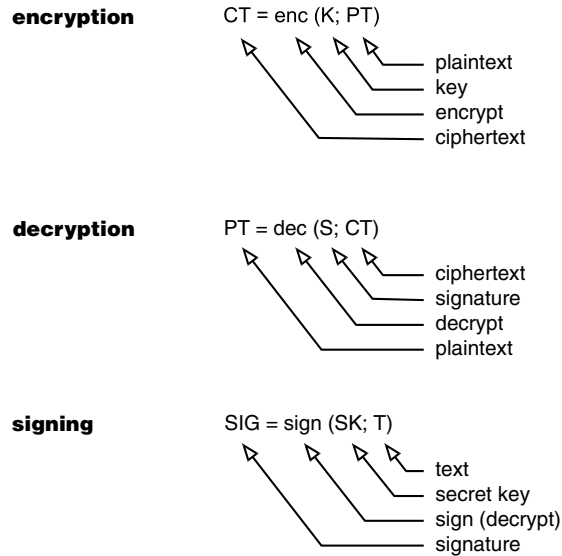 encryption CT = enc (K; PT)
plaintext
key
encrypt
ciphertext
decryption PT = dec (S; CT)
ciphertext
signature
decrypt
plaintext
signing SIG = sign (SK; T)
text
secret key
sign (decrypt)
signature